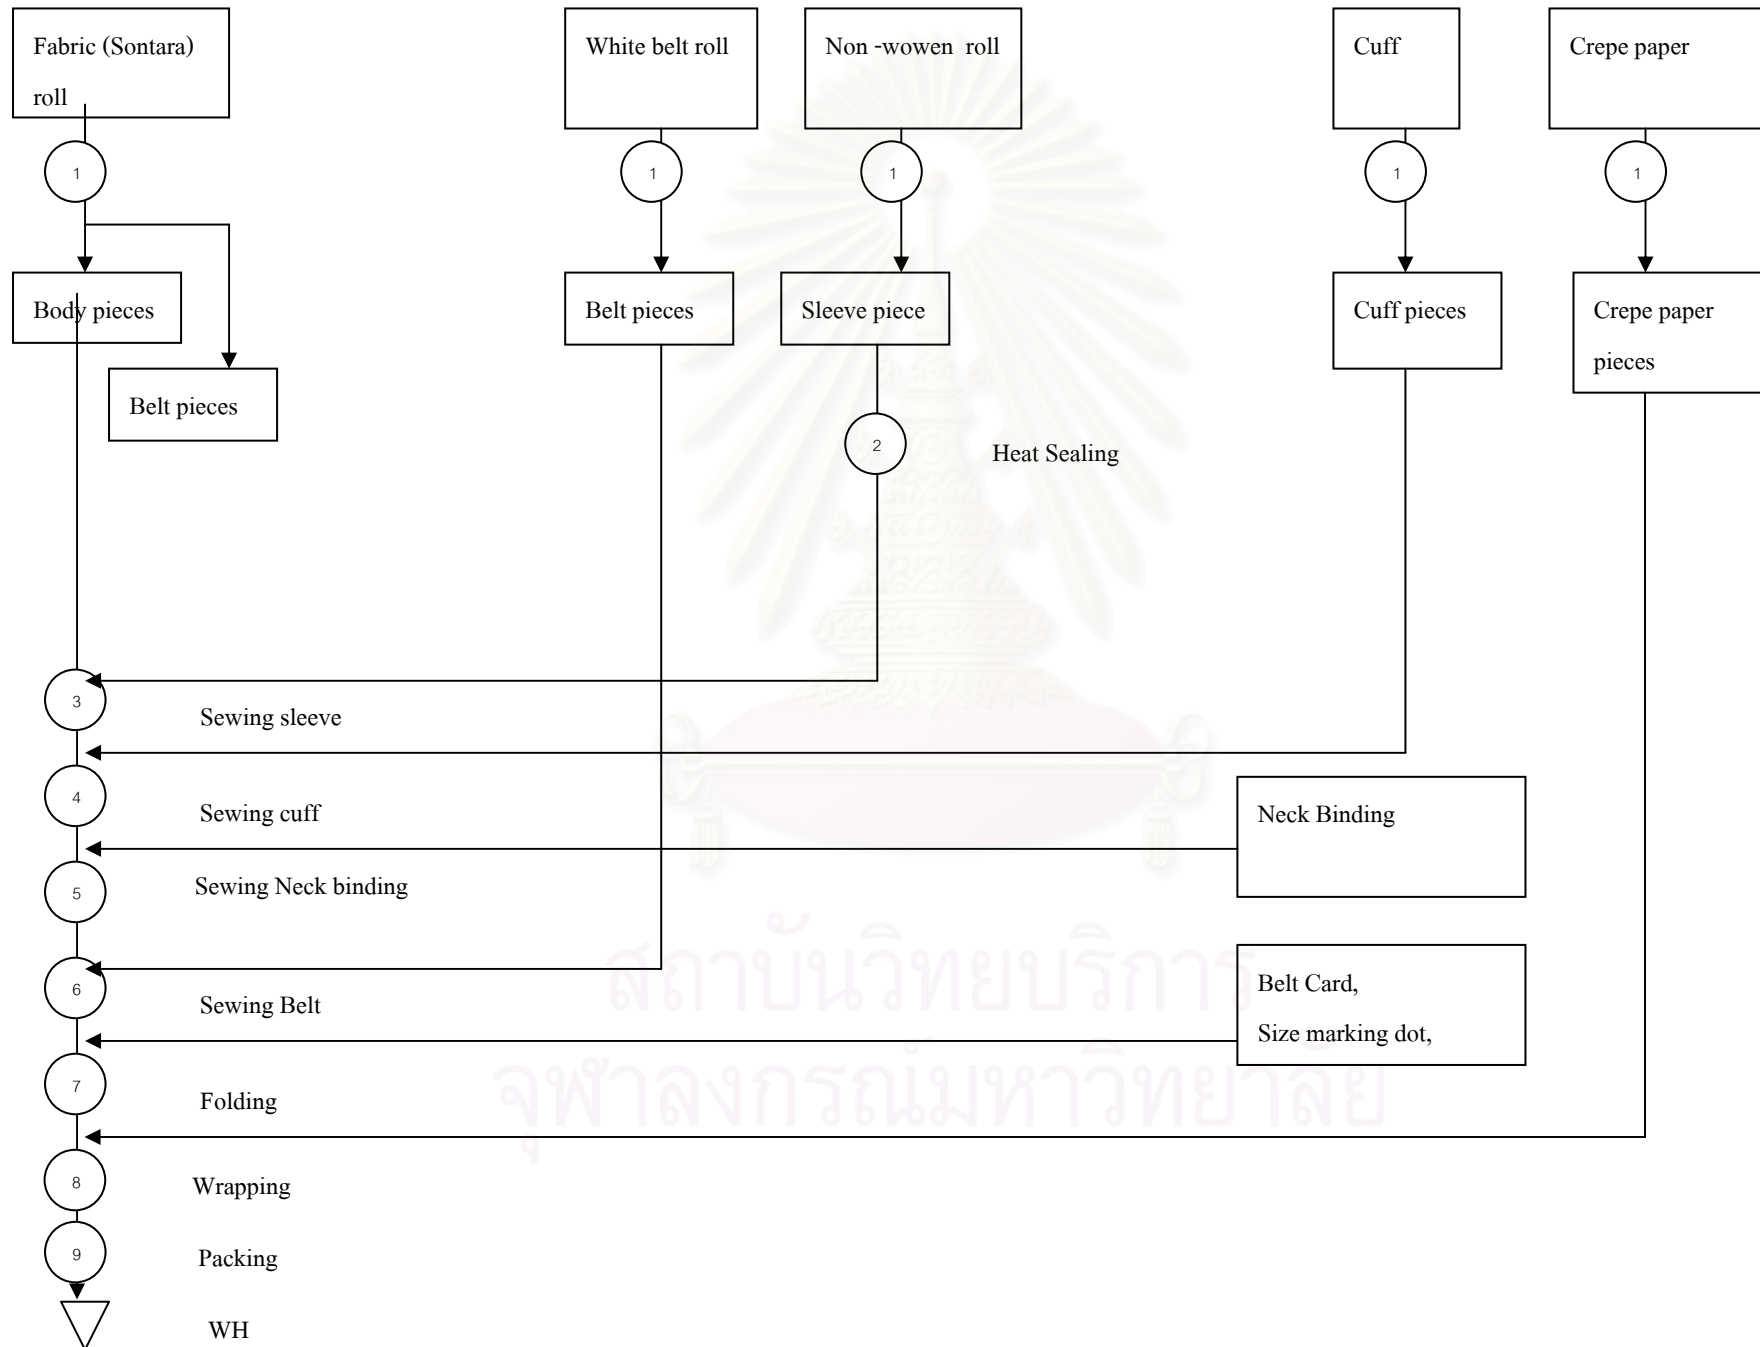 Fabric (Sontara)
roll
White belt roll
Non -wowen roll
Cuff
Crepe paper
1
1
1
1
1
Body pieces
Belt pieces
Sleeve piece
Cuff pieces
Crepe paper
pieces
Belt pieces
2
Heat Sealing
3
Sewing sleeve
4
Sewing cuff
Neck Binding
5
Sewing Neck binding
สถาบันวิทยบริการ
6
Sewing Belt
Belt Card,
Size marking dot,
จุฬาลงกรณ์มหาวิทยาลัย
7
Folding
8
Wrapping
9
Packing
WH